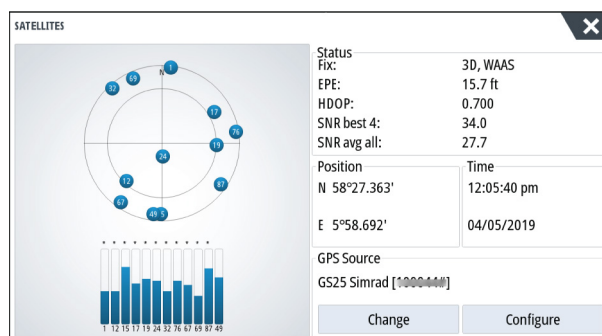 SATELLITES
N
1
69
32
17
76
19
24
12
87
67
49 5
1 12 15 17 19 24 32 76 67 69 87 49
Status
Fix: 3D, WAAS
EPE: 15.7 ft
HDOP: 0.700
SNR best 4: 34.0
SNR avg all: 27.7
Position
N 58°27.363'
E 5°58.692'
Time
12:05:40 pm
04/05/2019
GPS Source
GS25 Simrad [ #]
Change
Configure